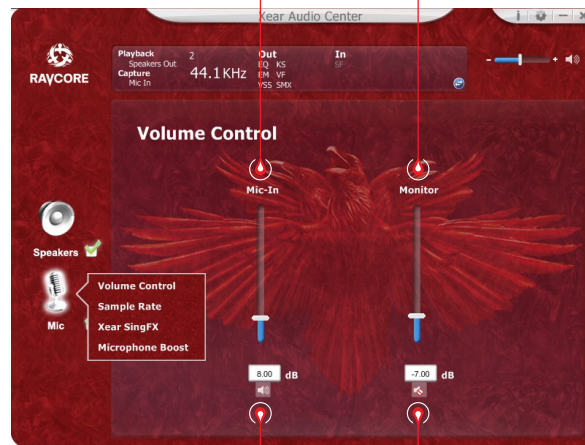 Xear Audio Center
i
RAVCORE
Playback 2 Out In
Speakers Out EQ KS SF
Capture 44.1KHz EM VF
Mic In VSS SMX
- +
Volume Control
Mic-In Monitor
Speakers
Mic
Volume Control
Sample Rate
Xear SingFX
Microphone Boost
8.00 dB -7.00 dB